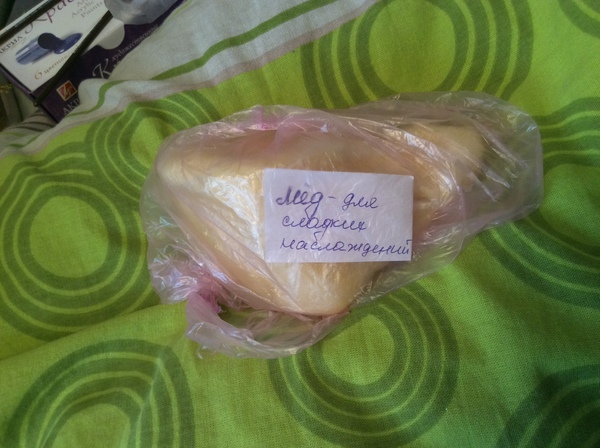 Мёд - для
сладких
наслаждений